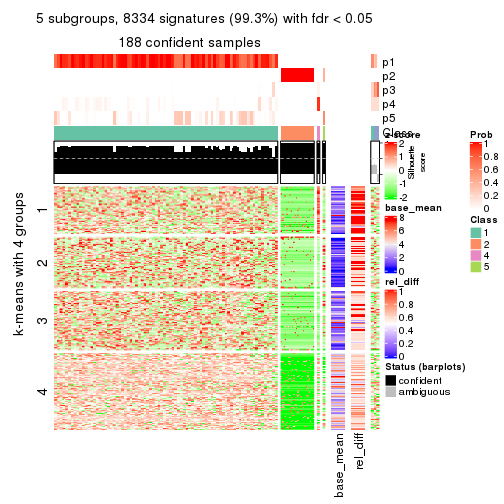 5 subgroups, 8334 signatures (99.3%) with fdr < 0.05
188 confident samples
p1
p2
p3
p4
p5
Class
z-score
2
1
0
-1
-2
Silhouette
score
Prob
1
0.8
0.6
0.4
0.2
0
base_mean
8
6
4
2
0
Class
1
2
4
5
rel_diff
1
0.8
0.6
0.4
0.2
0
Status (barplots)
confident
ambiguous
k-means with 4 groups
1
2
3
4
base_mean
rel_diff